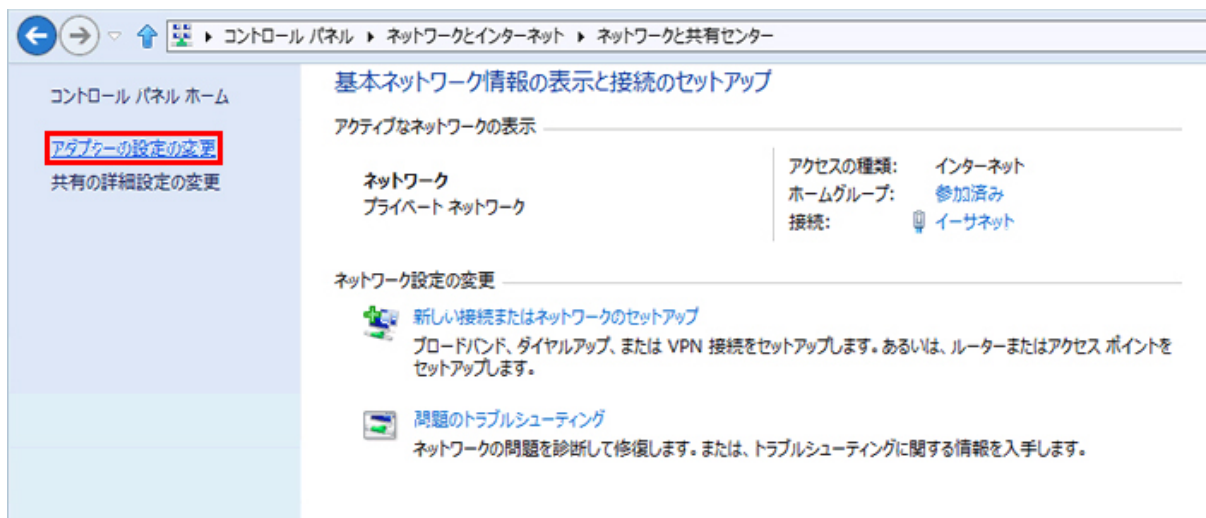 コントロール パネル ▸ ネットワークとインターネット ▸ ネットワークと共有センター
コントロール パネル ホーム
アダプターの設定の変更
共有の詳細設定の変更
基本ネットワーク情報の表示と接続のセットアップ
アクティブなネットワークの表示
ネットワーク
プライベート ネットワーク
アクセスの種類: インターネット
ホームグループ: 参加済み
接続: イーサネット
ネットワーク設定の変更
新しい接続またはネットワークのセットアップ
ブロードバンド、ダイヤルアップ、または VPN 接続をセットアップします。あるいは、ルーターまたはアクセス ポイントを
セットアップします。
問題のトラブルシューティング
ネットワークの問題を診断して修復します。または、トラブルシューティングに関する情報を入手します。